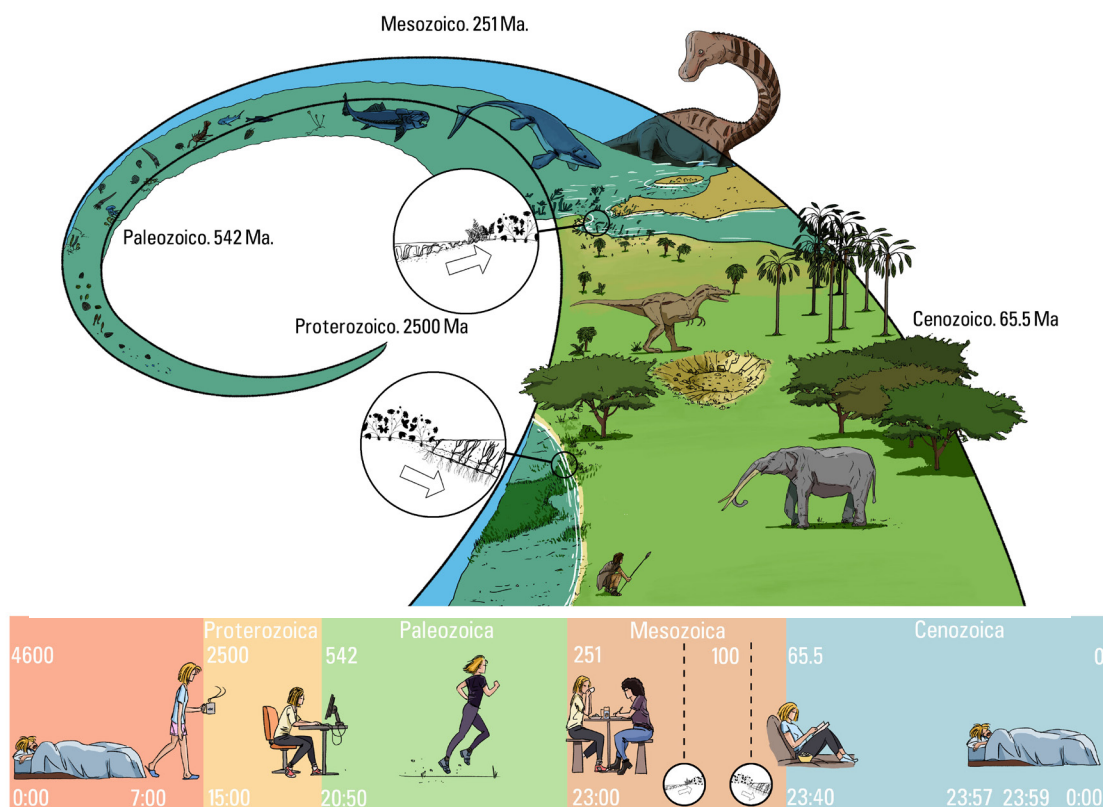 Mesozoico. 251 Ma.
Paleozoico. 542 Ma.
Proterozoico. 2500 Ma
Cenozoico. 65.5 Ma
Proterozoica Paleozoica Mesozoica Cenozoica
4600 2500 542 251 100 65.5 0
0:00 7:00 15:00 20:50 23:00 23:40 23:57 23:59 0:00